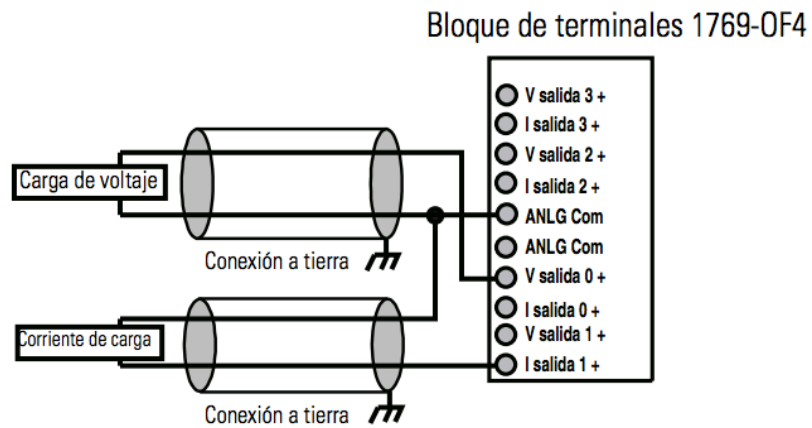 Bloque de terminales 1769-OF4
V salida 3 +
I salida 3 +
V salida 2 +
I salida 2 +
ANLG Com
ANLG Com
V salida 0 +
I salida 0 +
V salida 1 +
I salida 1 +
Carga de voltaje
Conexión a tierra
Corriente de carga
Conexión a tierra